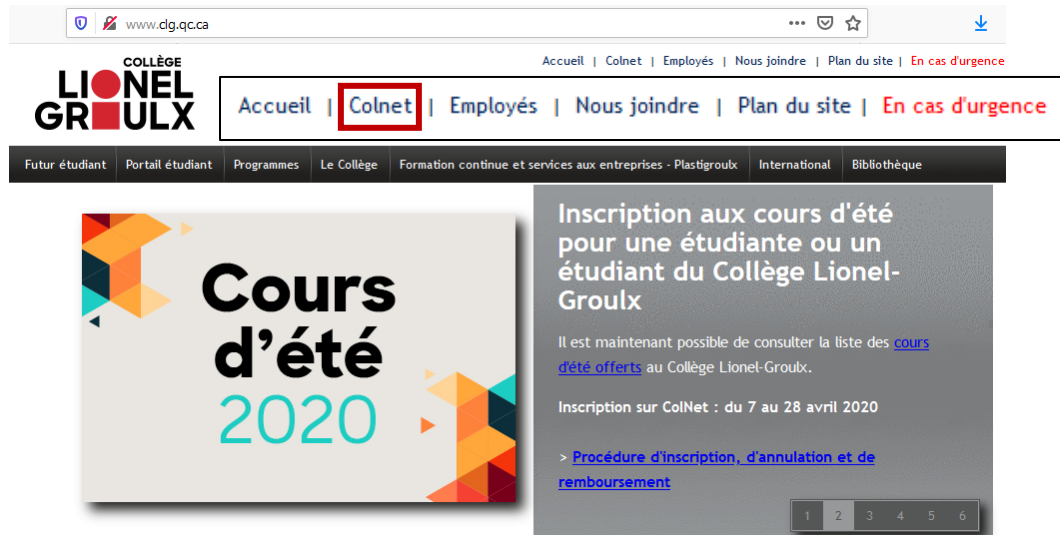 www.clg.qc.ca
COLLÈGE
LIONEL
GROULX
Accueil | Colnet | Employés | Nous joindre | Plan du site | En cas d'urgence
Accueil | Colnet | Employés | Nous joindre | Plan du site | En cas d'urgence
Futur étudiant Portail étudiant Programmes Le Collège Formation continue et services aux entreprises - Plastigroulx International Bibliothèque
Cours
d'été
2020
Inscription aux cours d'été
pour une étudiante ou un
étudiant du Collège Lionel-
Groulx
Il est maintenant possible de consulter la liste des cours
d'été offerts au Collège Lionel-Groulx.
Inscription sur ColNet : du 7 au 28 avril 2020
> Procédure d'inscription, d'annulation et de
remboursement
1 2 3 4 5 6